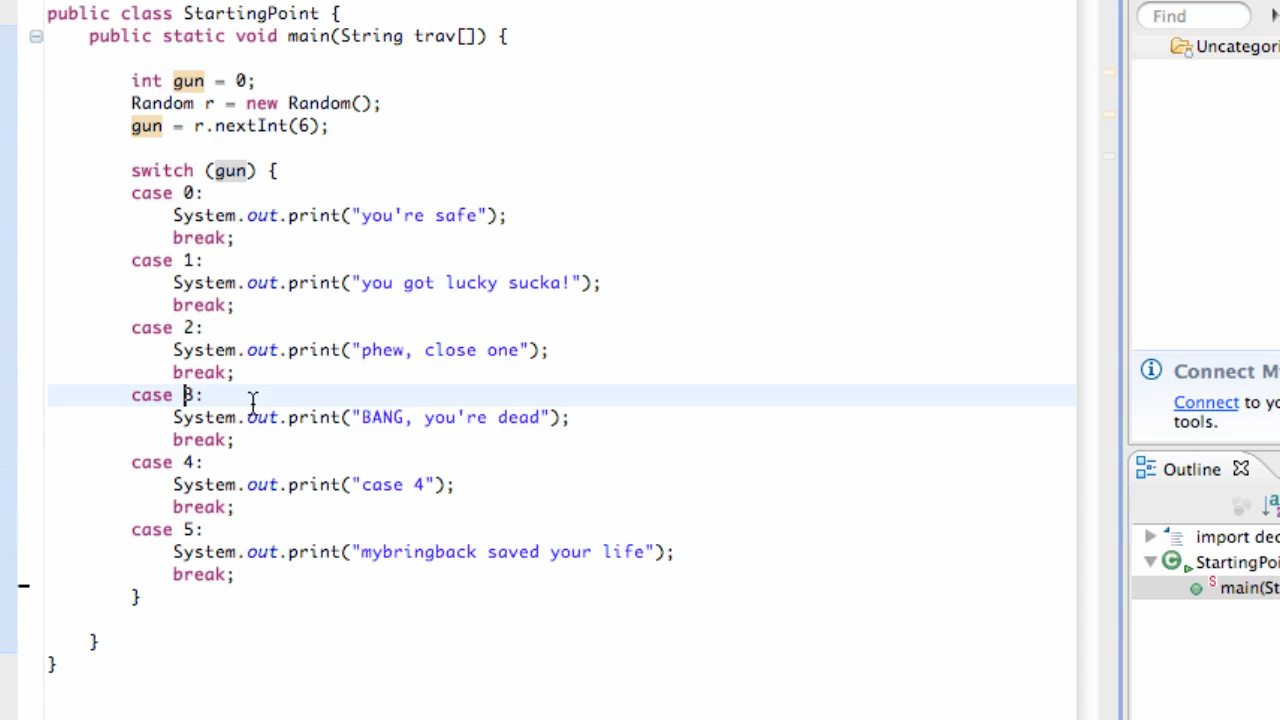 public class StartingPoint {
public static void main(String trav[]) {
int gun = 0;
Random r = new Random();
gun = r.nextInt(6);
switch (gun) {
case 0:
System.out.print("you're safe");
break;
case 1:
System.out.print("you got lucky sucka!");
break;
case 2:
System.out.print("phew, close one");
break;
case 3:
System.out.print("BANG, you're dead");
break;
case 4:
System.out.print("case 4");
break;
case 5:
System.out.print("mybringback saved your life");
break;
}
}
}
Find
Uncategori
Connect M
Connect to yo
tools.
Outline
import dec
StartingPoi
main(St